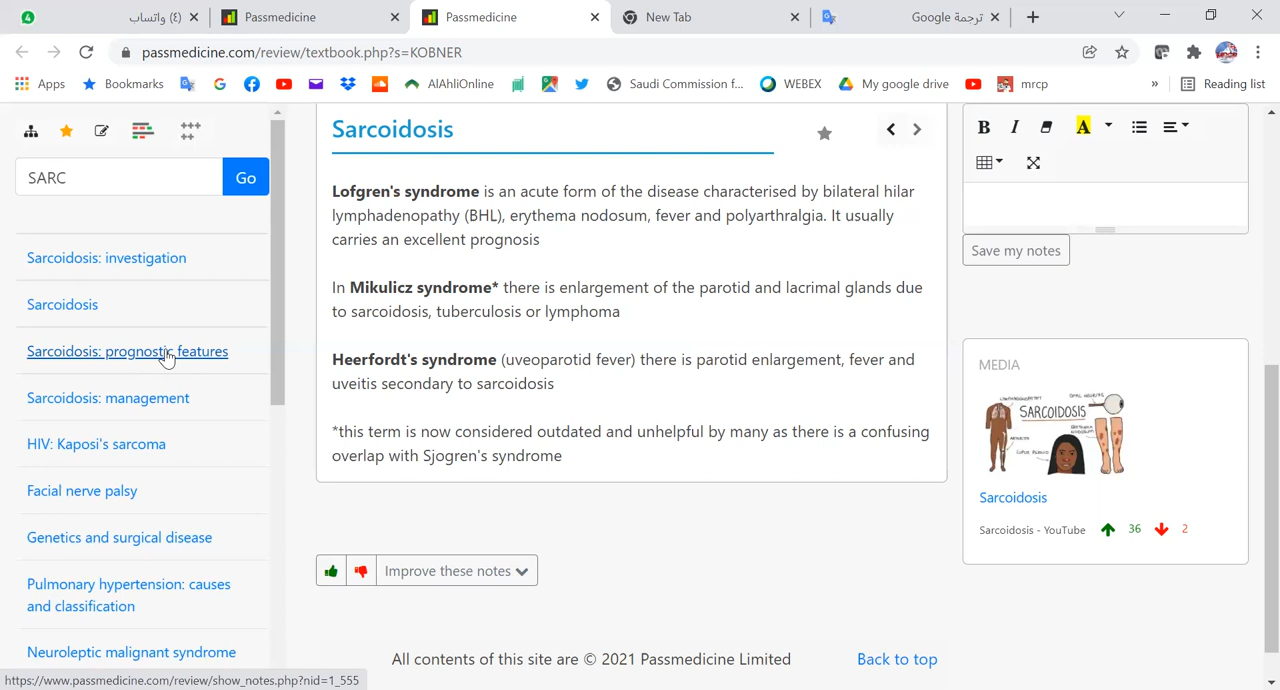 (٤) واتساب
Passmedicine
Passmedicine
New Tab
ترجمة Google
passmedicine.com/review/textbook.php?s=KOBNER
Apps
Bookmarks
AlAhliOnline
Saudi Commission f...
WEBEX
My google drive
mrcp
»
Reading list
SARC
Go
Sarcoidosis: investigation
Sarcoidosis
Sarcoidosis: prognostic features
Sarcoidosis: management
HIV: Kaposi's sarcoma
Facial nerve palsy
Genetics and surgical disease
Pulmonary hypertension: causes
and classification
Neuroleptic malignant syndrome
https://www.passmedicine.com/review/show_notes.php?nid=1_555
Sarcoidosis
Lofgren's syndrome is an acute form of the disease characterised by bilateral hilar
lymphadenopathy (BHL), erythema nodosum, fever and polyarthralgia. It usually
carries an excellent prognosis
In Mikulicz syndrome* there is enlargement of the parotid and lacrimal glands due
to sarcoidosis, tuberculosis or lymphoma
Heerfordt's syndrome (uveoparotid fever) there is parotid enlargement, fever and
uveitis secondary to sarcoidosis
*this term is now considered outdated and unhelpful by many as there is a confusing
overlap with Sjogren's syndrome
Improve these notes
All contents of this site are © 2021 Passmedicine Limited
Back to top
B I A
Save my notes
MEDIA
SARCOIDOSIS
Sarcoidosis
Sarcoidosis - YouTube 36 2